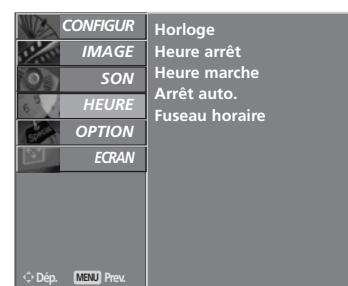 CONFIGUR
IMAGE
SON
HEURE
OPTION
ECRAN
Horloge
Heure arrêt
Heure marche
Arrêt auto.
Fuseau horaire
Dép. MENU Prev.